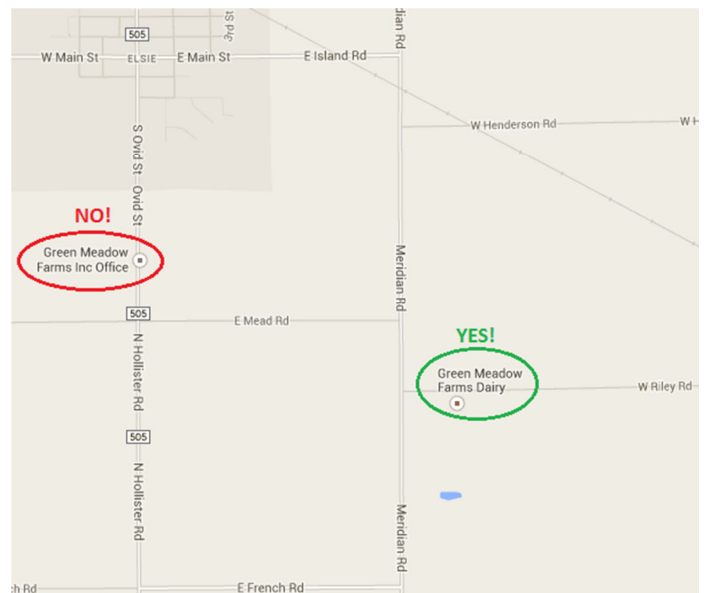 Meridian Rd
505
W Main St
ELSIE
E Main St
E Island Rd
W Henderson Rd
W H
S Ovid St
Ovid St
NO!
Green Meadow
Farms Inc Office
Meridian Rd
505
E Mead Rd
YES!
Green Meadow
Farms Dairy
W Riley Rd
N Hollister Rd
505
N Hollister Rd
Meridian Rd
ch Rd
E French Rd